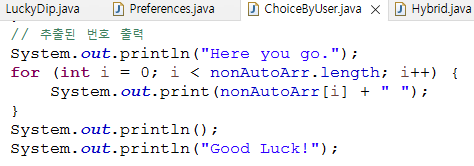 LuckyDip.java Preferences.java ChoiceByUser.java Hybrid.java
// 추출된 번호 출력
System.out.println("Here you go.");
for (int i = 0; i < nonAutoArr.length; i++) {
    System.out.print(nonAutoArr[i] + " ");
}
System.out.println();
System.out.println("Good Luck!");